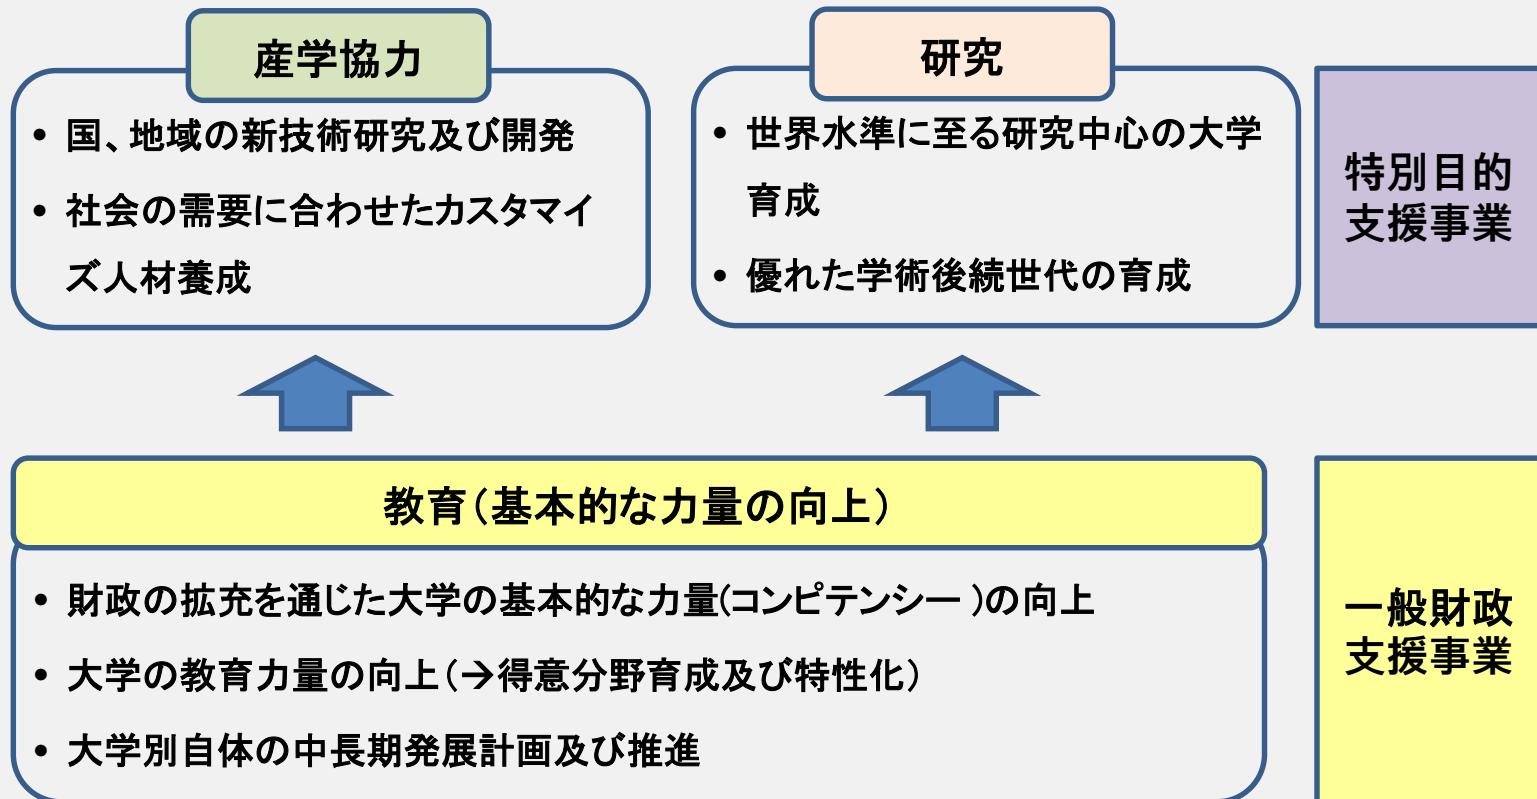 産学協力
• 国、地域の新技術研究及び開発
• 社会の需要に合わせたカスタマイ
ズ人材養成
研究
• 世界水準に至る研究中心の大学
育成
• 優れた学術後続世代の育成
特別目的
支援事業
教育（基本的な力量の向上）
• 財政の拡充を通じた大学の基本的な力量(コンピテンシー )の向上
• 大学の教育力量の向上（→得意分野育成及び特性化）
• 大学別自体の中長期発展計画及び推進
一般財政
支援事業